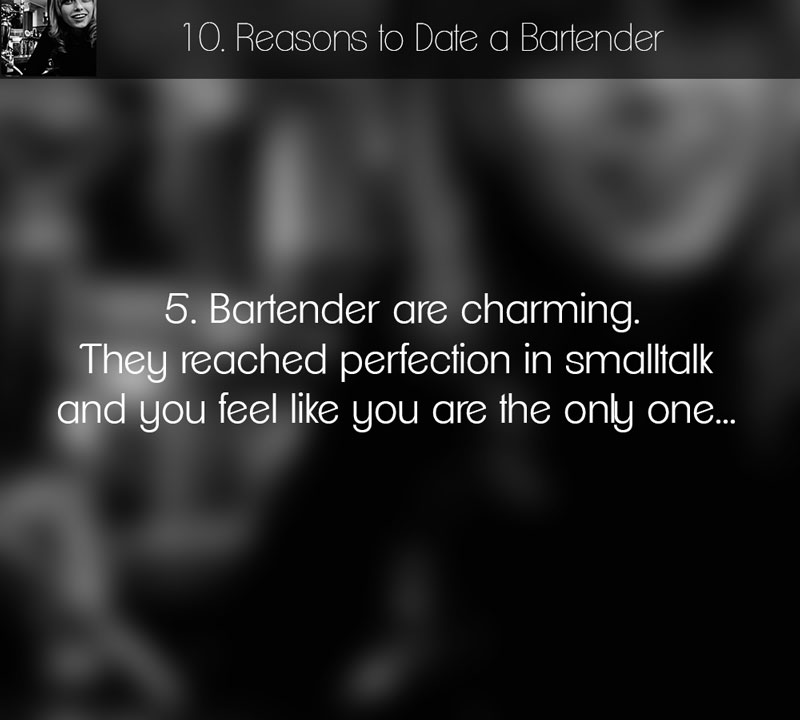 10. Reasons to Date a Bartender
5. Bartender are charming.
They reached perfection in smalltalk
and you feel like you are the only one...